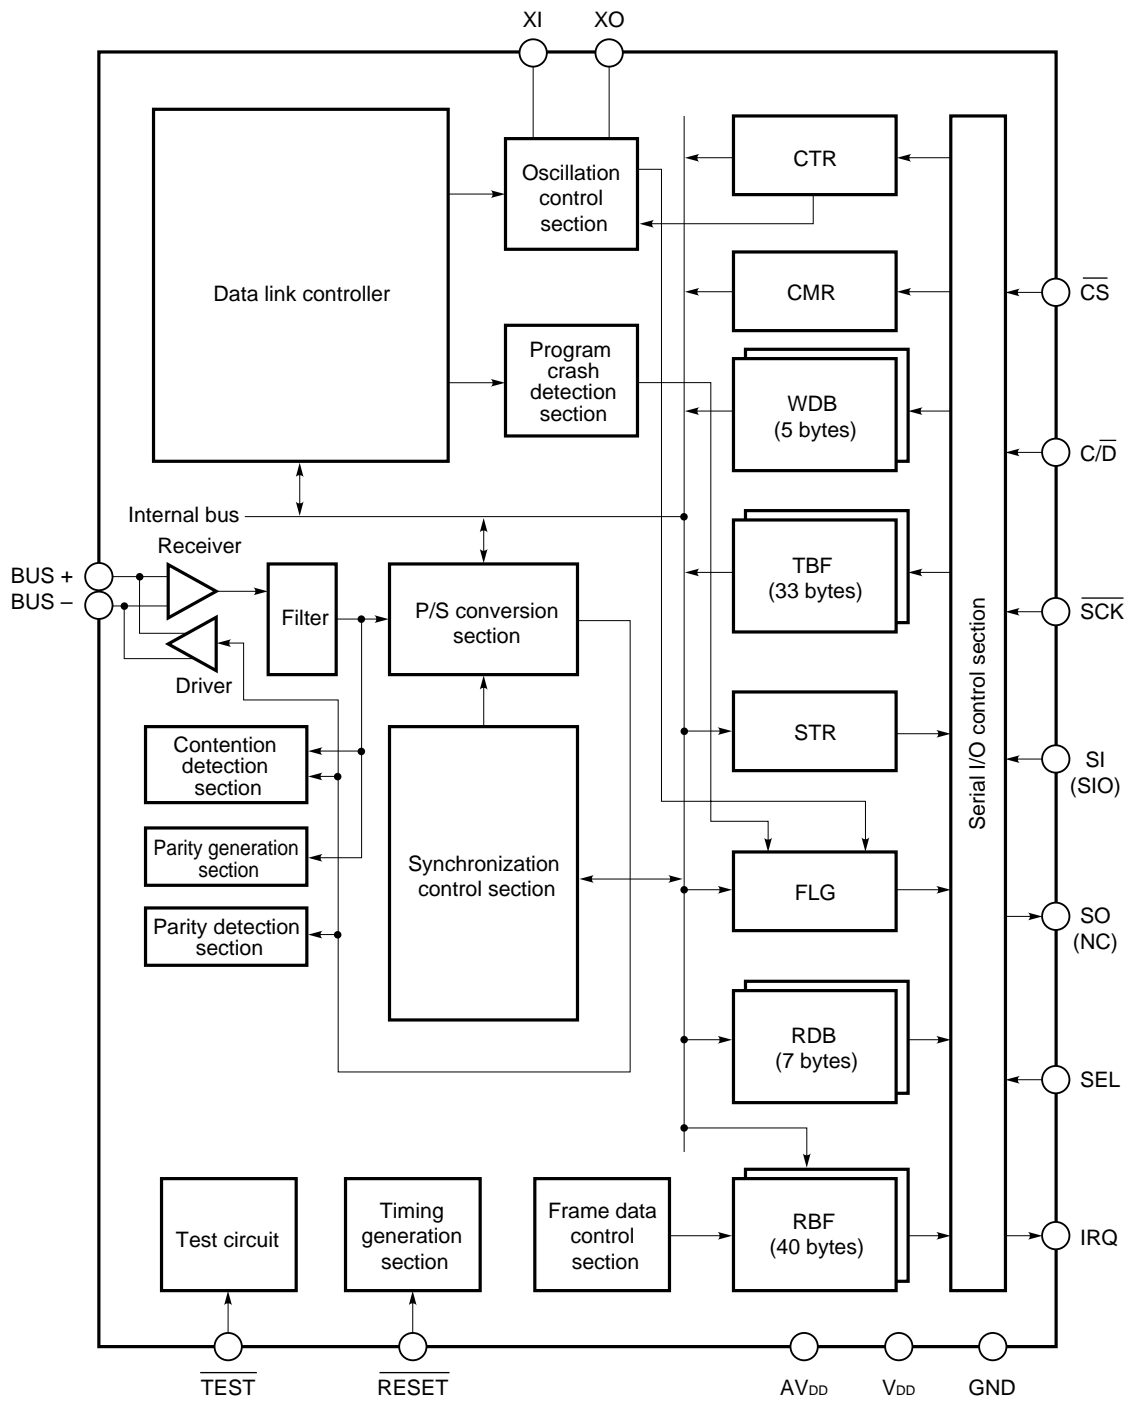 XI
XO
Data link controller
Oscillation
control
section
CTR
CMR
CS
Program
crash
detection
section
WDB
(5 bytes)
C/D
Internal bus
Receiver
BUS +
BUS –
Filter
P/S conversion
section
TBF
(33 bytes)
SCK
Driver
Serial I/O control section
Contention
detection
section
STR
SI
(SIO)
Parity generation
section
Synchronization
control section
FLG
SO
(NC)
Parity detection
section
RDB
(7 bytes)
SEL
Test circuit
Timing
generation
section
Frame data
control
section
RBF
(40 bytes)
IRQ
TEST
RESET
AVDD
VDD
GND